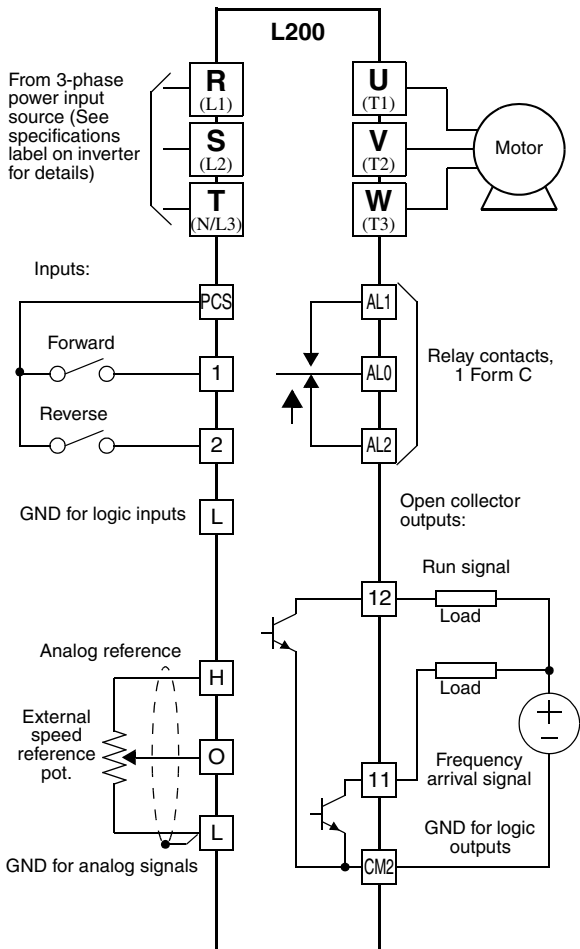 L200
From 3-phase
power input
source (See
specifications
label on inverter
for details)
R
(L1)
S
(L2)
T
(N/L3)
U
(T1)
V
(T2)
W
(T3)
Motor
Inputs:
PCS
Forward
1
Reverse
2
GND for logic inputs
L
AL1
AL0
AL2
Relay contacts,
1 Form C
Open collector
outputs:
Run signal
12
Load
Load
+
−
Frequency
arrival signal
11
GND for logic
outputs
CM2
Analog reference
H
External
speed
reference
pot.
O
L
GND for analog signals